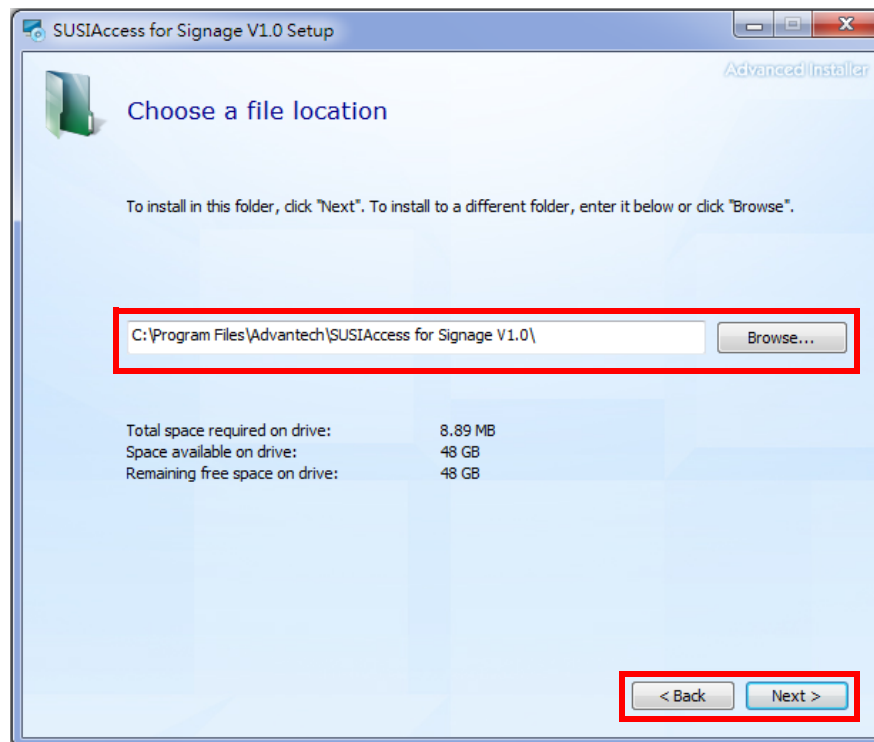 SUSIAccess for Signage V1.0 Setup
Advanced Installer
Choose a file location
To install in this folder, click "Next". To install to a different folder, enter it below or click "Browse".
C:\Program Files\Advantech\SUSIAccess for Signage V1.0\
Browse...
Total space required on drive: 8.89 MB
Space available on drive: 48 GB
Remaining free space on drive: 48 GB
< Back Next >